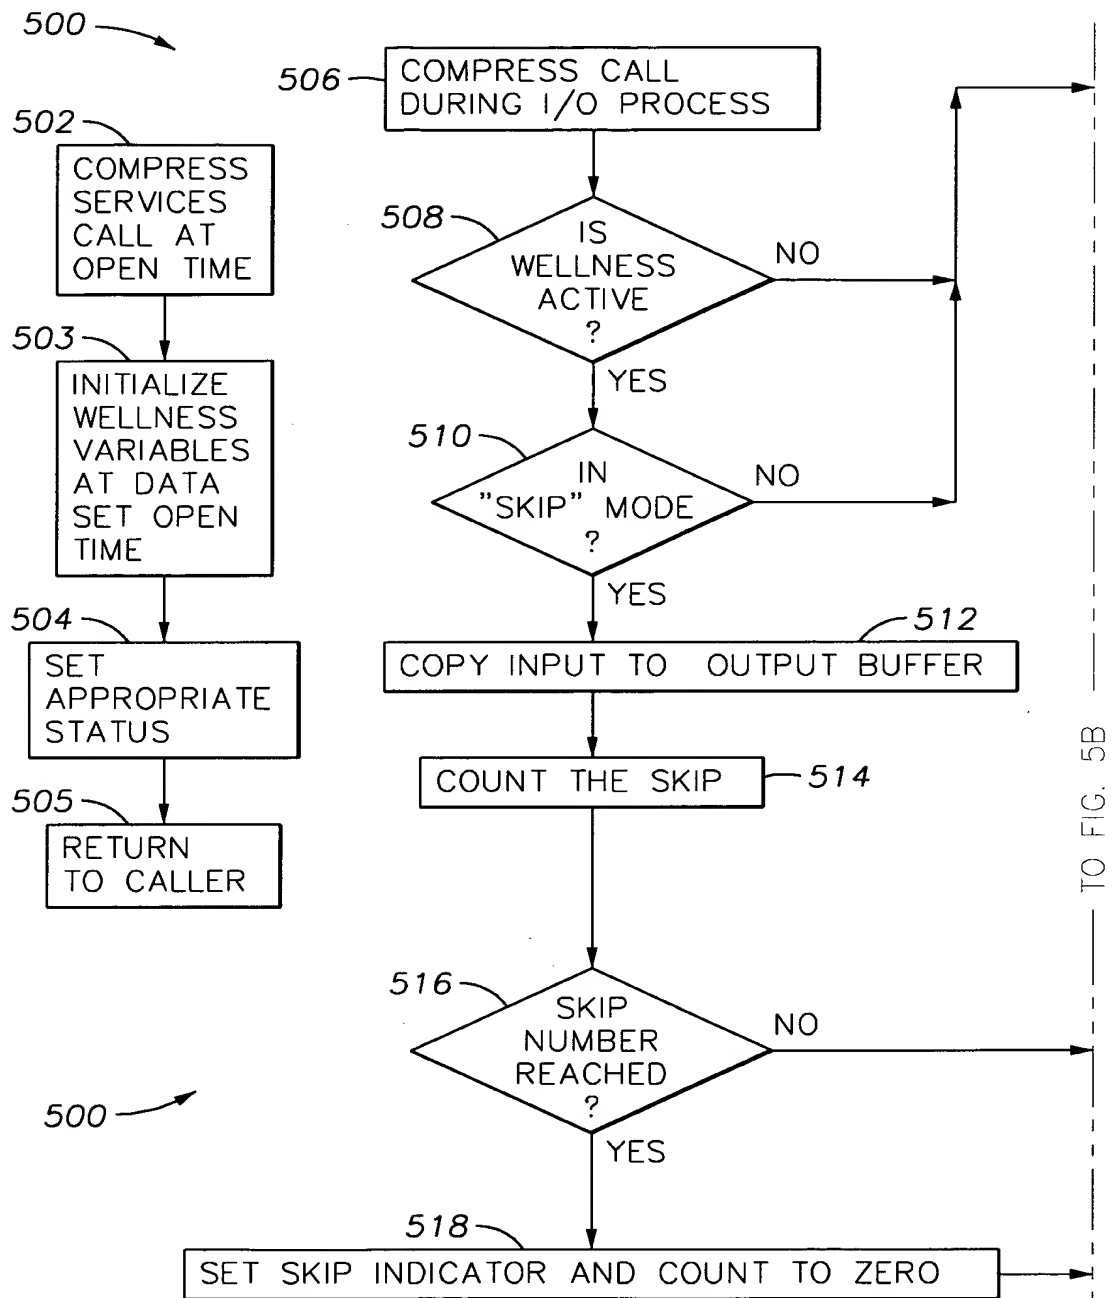 500
502
COMPRESS
SERVICES
CALL AT
OPEN TIME
503
INITIALIZE
WELLNESS
VARIABLES
AT DATA
SET OPEN
TIME
504
SET
APPROPRIATE
STATUS
505
RETURN
TO CALLER
506
COMPRESS CALL
DURING I/O PROCESS
508
IS
WELLNESS
ACTIVE
?
NO
YES
510
IN
"SKIP" MODE
?
NO
YES
512
COPY INPUT TO OUTPUT BUFFER
COUNT THE SKIP
514
516
SKIP
NUMBER
REACHED
?
NO
YES
500
518
SET SKIP INDICATOR AND COUNT TO ZERO
TO FIG. 5B